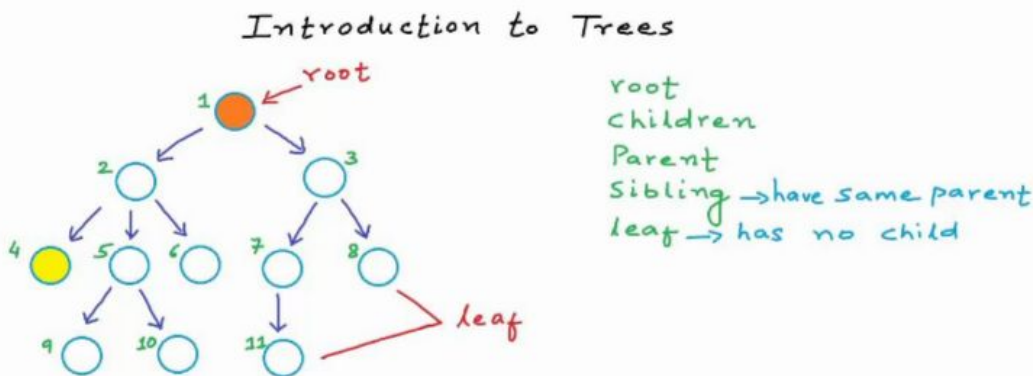 Introduction to Trees
root
1
2
3
4
5
6
7
8
9
10
11
leaf
root
children
Parent
Sibling → have same parent
leaf → has no child